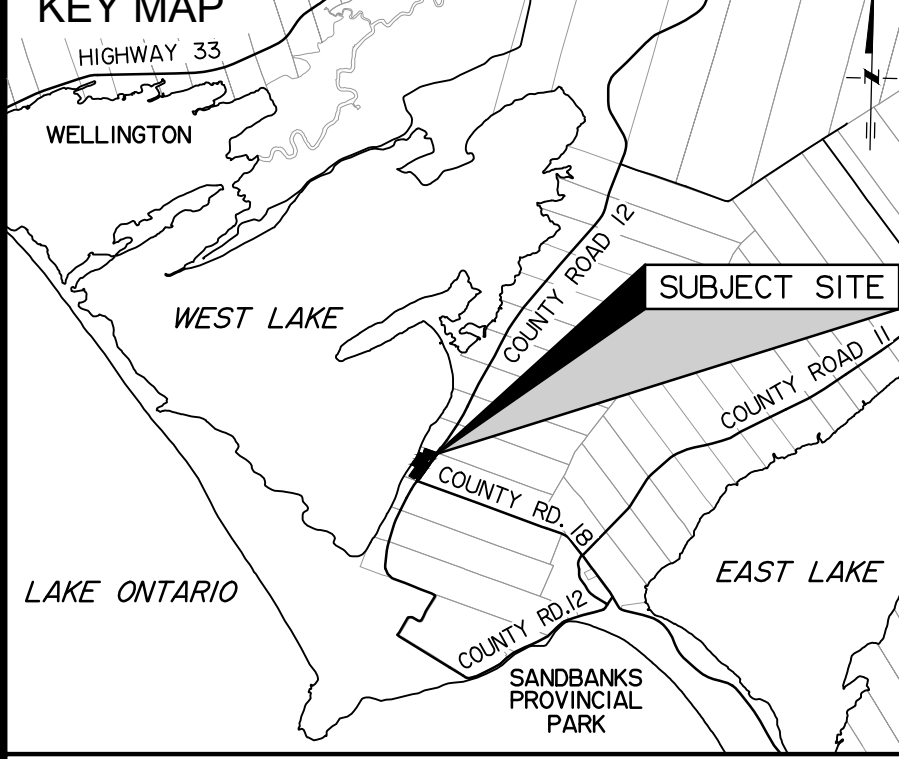 KEY MAP
HIGHWAY 33
N
WELLINGTON
COUNTY ROAD 12
SUBJECT SITE
WEST LAKE
COUNTY ROAD 11
COUNTY RD. 18
LAKE ONTARIO
EAST LAKE
COUNTY RD.12
SANDBANKS
PROVINCIAL
PARK